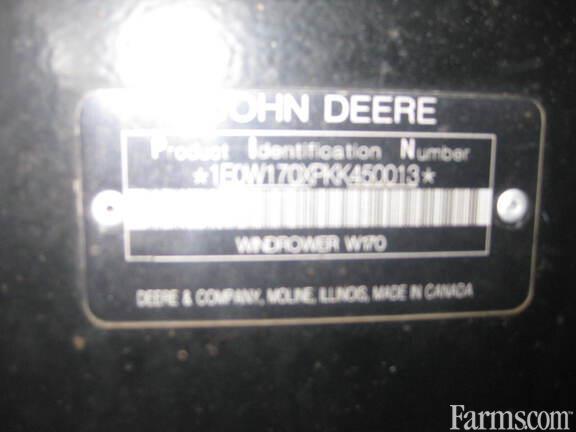 JOHN DEERE
Product Identification Number
*1E0W170XPKK450013*
WINDROWER W170
DEERE & COMPANY, MOLINE, ILLINOIS, MADE IN CANADA
Farms.com